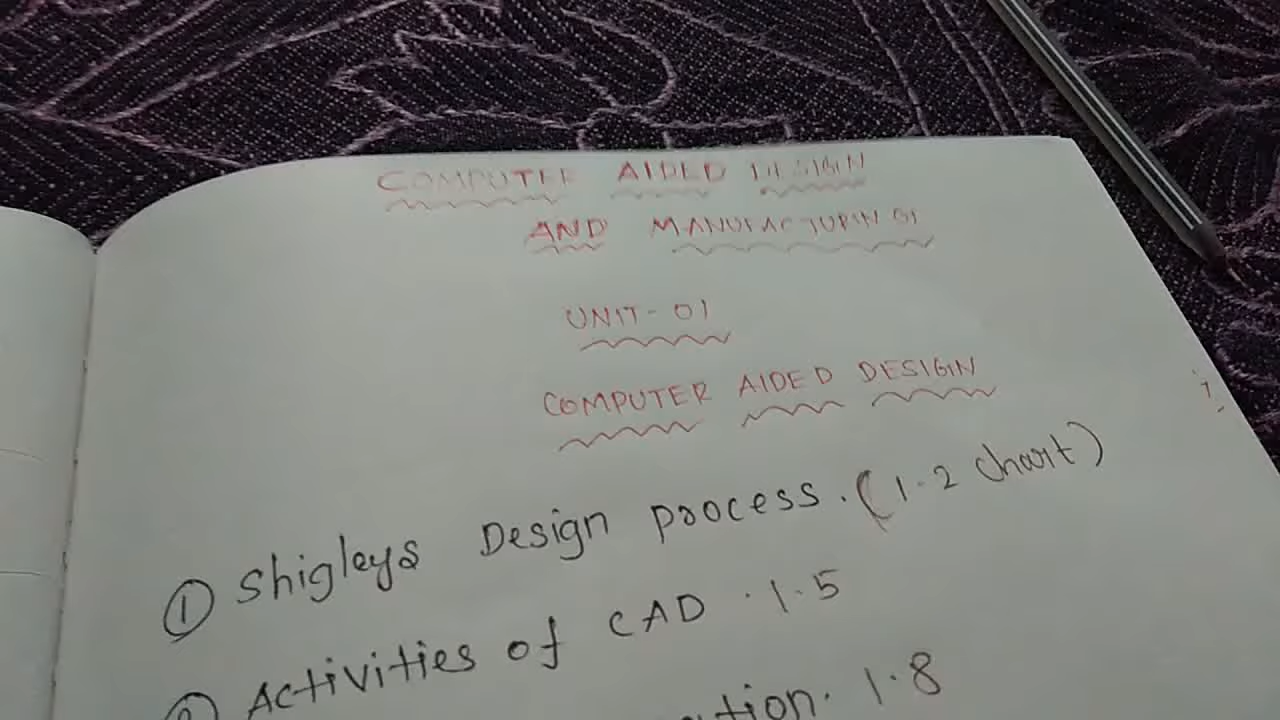 COMPUTER AIDED DESIGN
AND MANUFACTURING
UNIT-01
COMPUTER AIDED DESIGN
① Shigleys Design process. (1.2 chart)
② Activities of CAD . 1.5
1.8